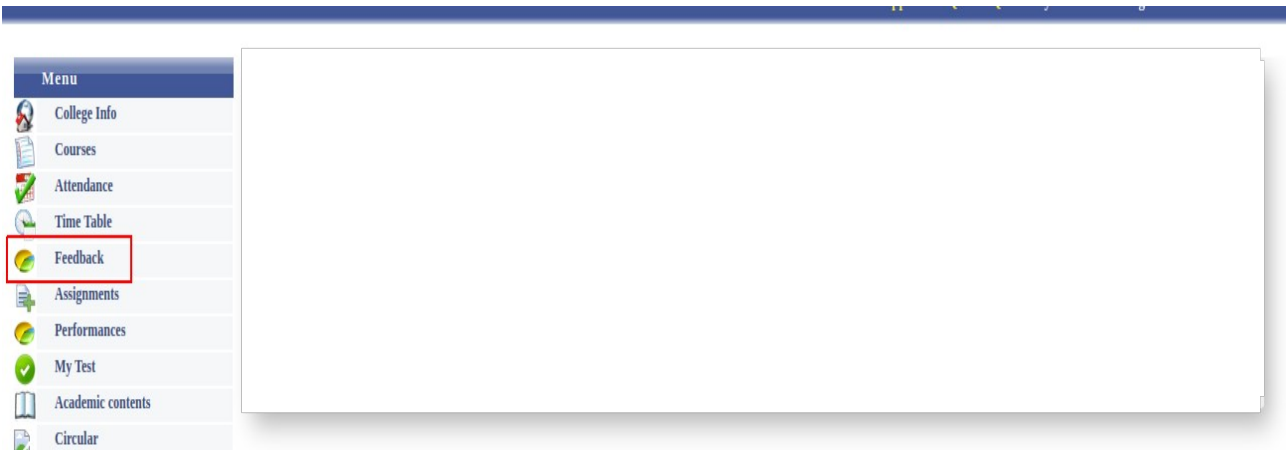 Menu
College Info
Courses
Attendance
Time Table
Feedback
Assignments
Performances
My Test
Academic contents
Circular